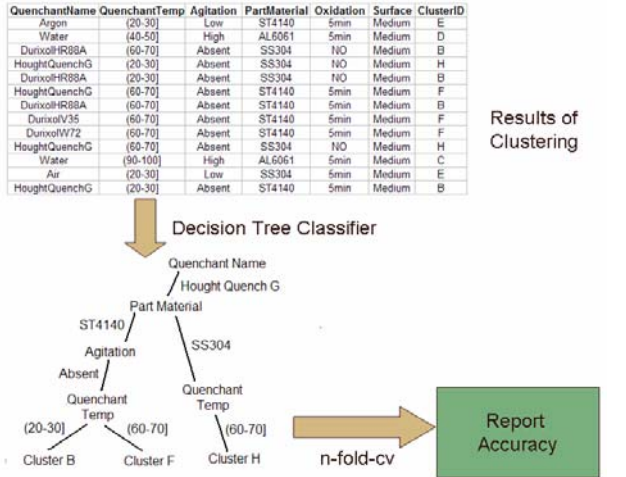 QuenchantName QuenchantTemp Agitation PartMaterial Oxidation Surface ClusterID
Argon (20-30] Low ST4140 5min Medium E
Water (40-50] High AL6061 5min Medium D
DurixolHR88A (60-70] Absent SS304 NO Medium B
HoughtQuenchG (20-30] Absent SS304 NO Medium H
DurixolHR88A (20-30] Absent SS304 NO Medium B
HoughtQuenchG (60-70] Absent ST4140 5min Medium F
DurixolHR88A (60-70] Absent ST4140 5min Medium B
DurixolV35 (60-70] Absent ST4140 5min Medium F
DurixolW72 (60-70] Absent ST4140 5min Medium F
HoughtQuenchG (60-70] Absent SS304 NO Medium H
Water (90-100] High AL6061 5min Medium C
Air (20-30] Low SS304 5min Medium E
HoughtQuenchG (20-30] Absent ST4140 5min Medium B
Results of
Clustering
Decision Tree Classifier
Quenchant Name
Hought Quench G
Part Material
ST4140
SS304
Agitation
Absent
Quenchant
Temp
Quenchant
Temp
(20-30] (60-70] (60-70]
Cluster B Cluster F Cluster H
n-fold-cv
Report
Accuracy